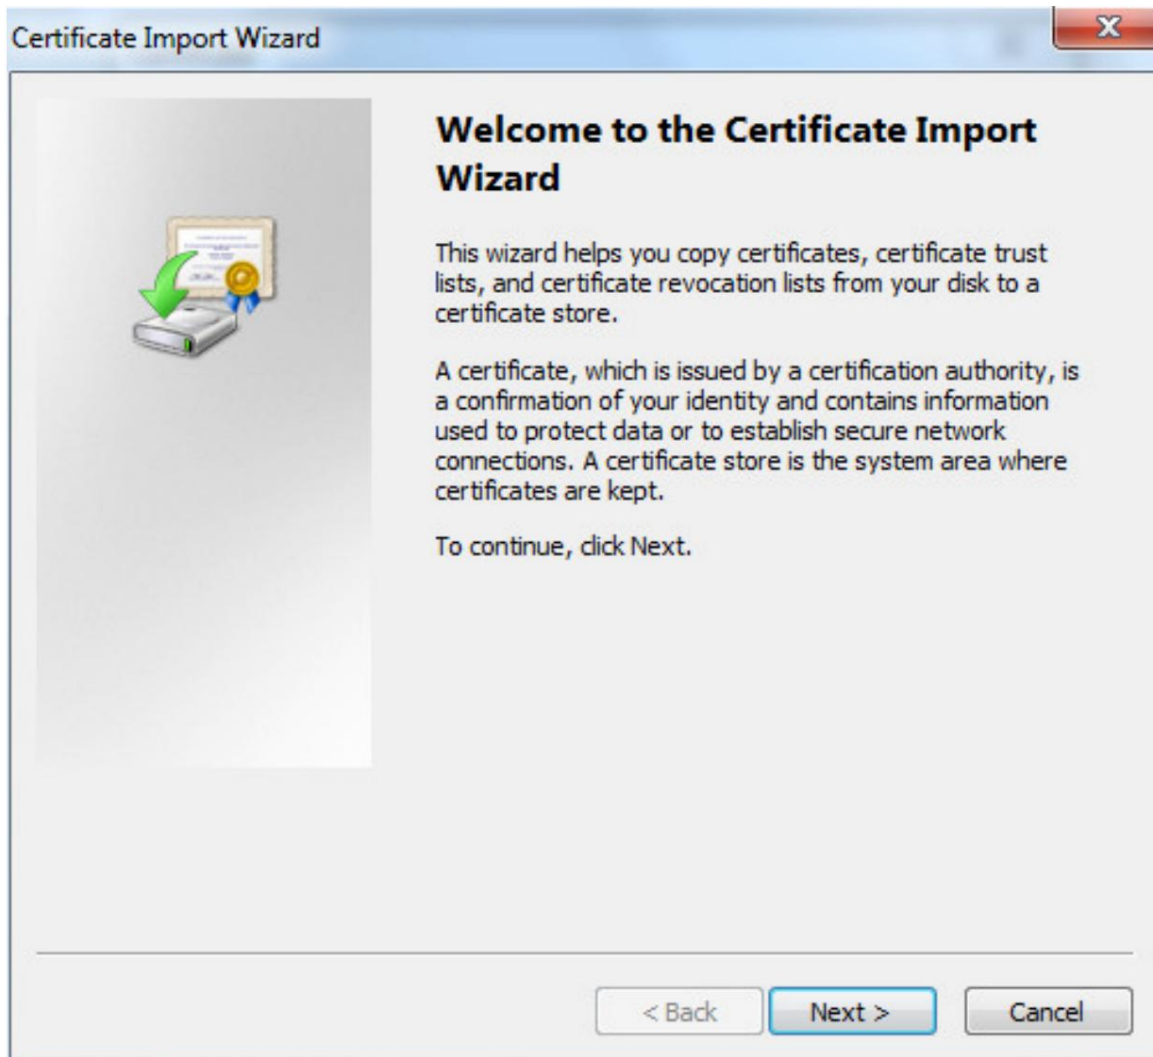 Certificate Import Wizard
Welcome to the Certificate Import
Wizard
This wizard helps you copy certificates, certificate trust
lists, and certificate revocation lists from your disk to a
certificate store.
A certificate, which is issued by a certification authority, is
a confirmation of your identity and contains information
used to protect data or to establish secure network
connections. A certificate store is the system area where
certificates are kept.
To continue, click Next.
< Back Next > Cancel